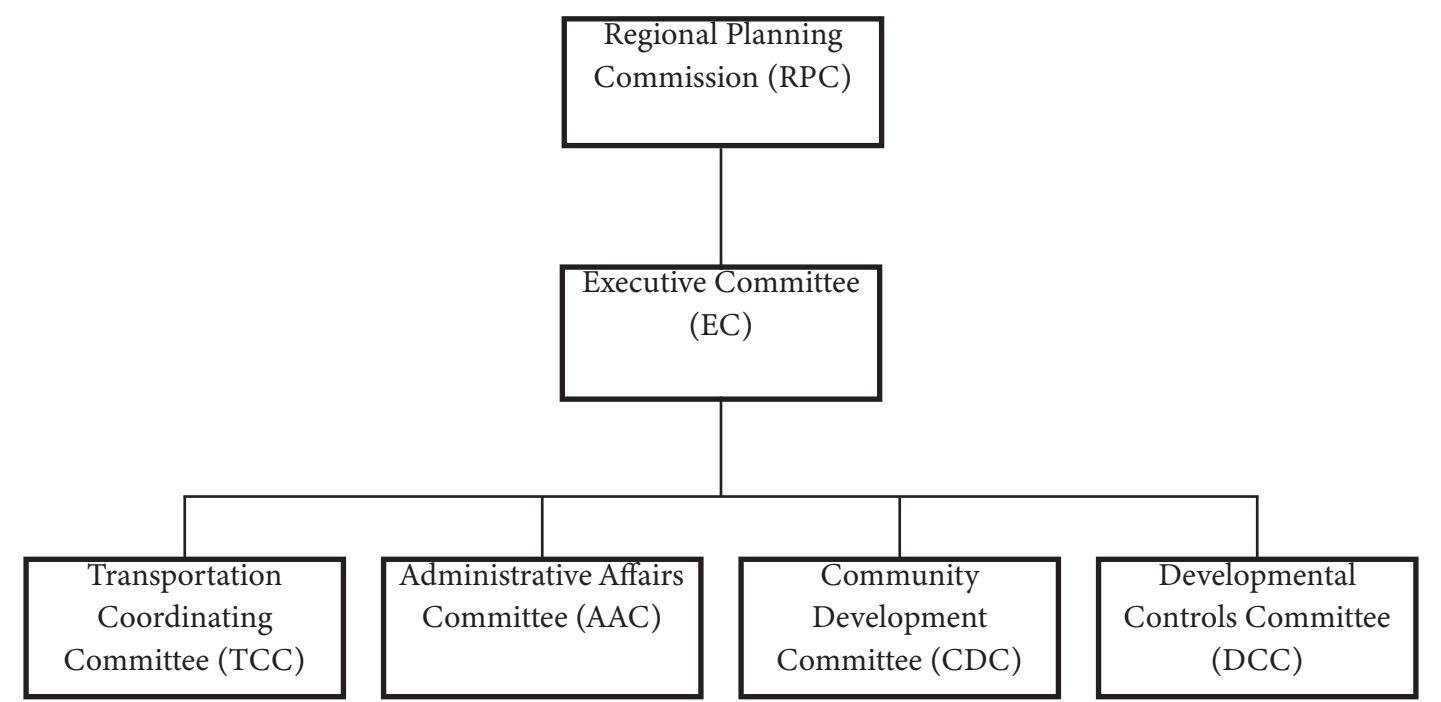 Regional Planning
Commission (RPC)
Executive Committee
(EC)
Transportation
Coordinating
Committee (TCC)
Administrative Affairs
Committee (AAC)
Community
Development
Committee (CDC)
Developmental
Controls Committee
(DCC)